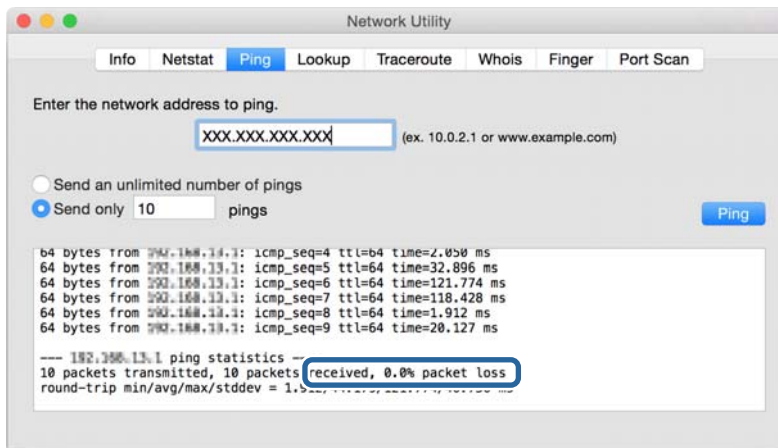 Network Utility
Info Netstat Ping Lookup Traceroute Whois Finger Port Scan
Enter the network address to ping.
XXX.XXX.XXX.XXX (ex. 10.0.2.1 or www.example.com)
Send an unlimited number of pings
Send only 10 pings
Ping
64 bytes from : icmp_seq=4 ttl=64 time=2.050 ms
64 bytes from : icmp_seq=5 ttl=64 time=32.896 ms
64 bytes from : icmp_seq=6 ttl=64 time=121.774 ms
64 bytes from : icmp_seq=7 ttl=64 time=118.428 ms
64 bytes from : icmp_seq=8 ttl=64 time=1.912 ms
64 bytes from : icmp_seq=9 ttl=64 time=20.127 ms
--- ping statistics --
10 packets transmitted, 10 packets received, 0.0% packet loss
round-trip min/avg/max/stddev = ms